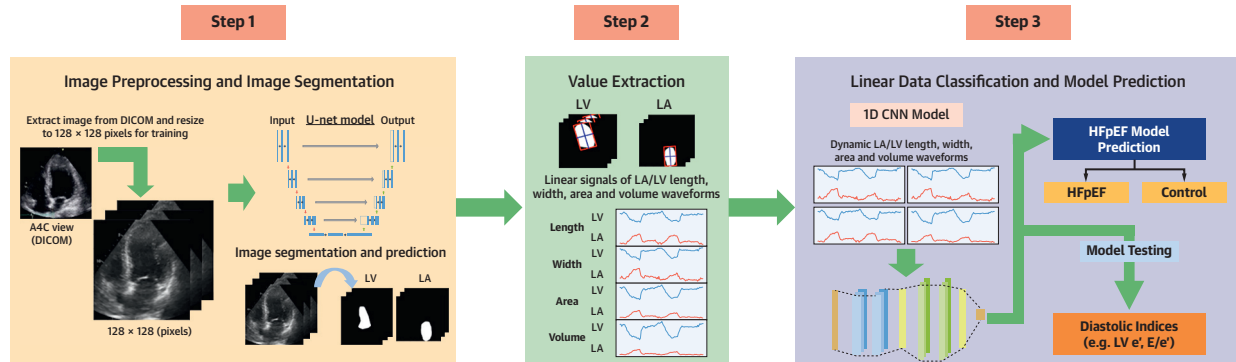 Step 1
Image Preprocessing and Image Segmentation
Extract image from DICOM and resize
to 128 × 128 pixels for training
A4C view
(DICOM)
128 × 128 (pixels)
U-net model
Input
Output
Image segmentation and prediction
LV
LA
Step 2
Value Extraction
LV
LA
Linear signals of LA/LV length,
width, area and volume waveforms
Length
LV
LA
Width
LV
LA
Area
LV
LA
Volume
LV
LA
Step 3
Linear Data Classification and Model Prediction
1D CNN Model
Dynamic LA/LV length, width,
area and volume waveforms
HFpEF Model
Prediction
HFpEF
Control
Model Testing
Diastolic Indices
(e.g. LV e', E/e')